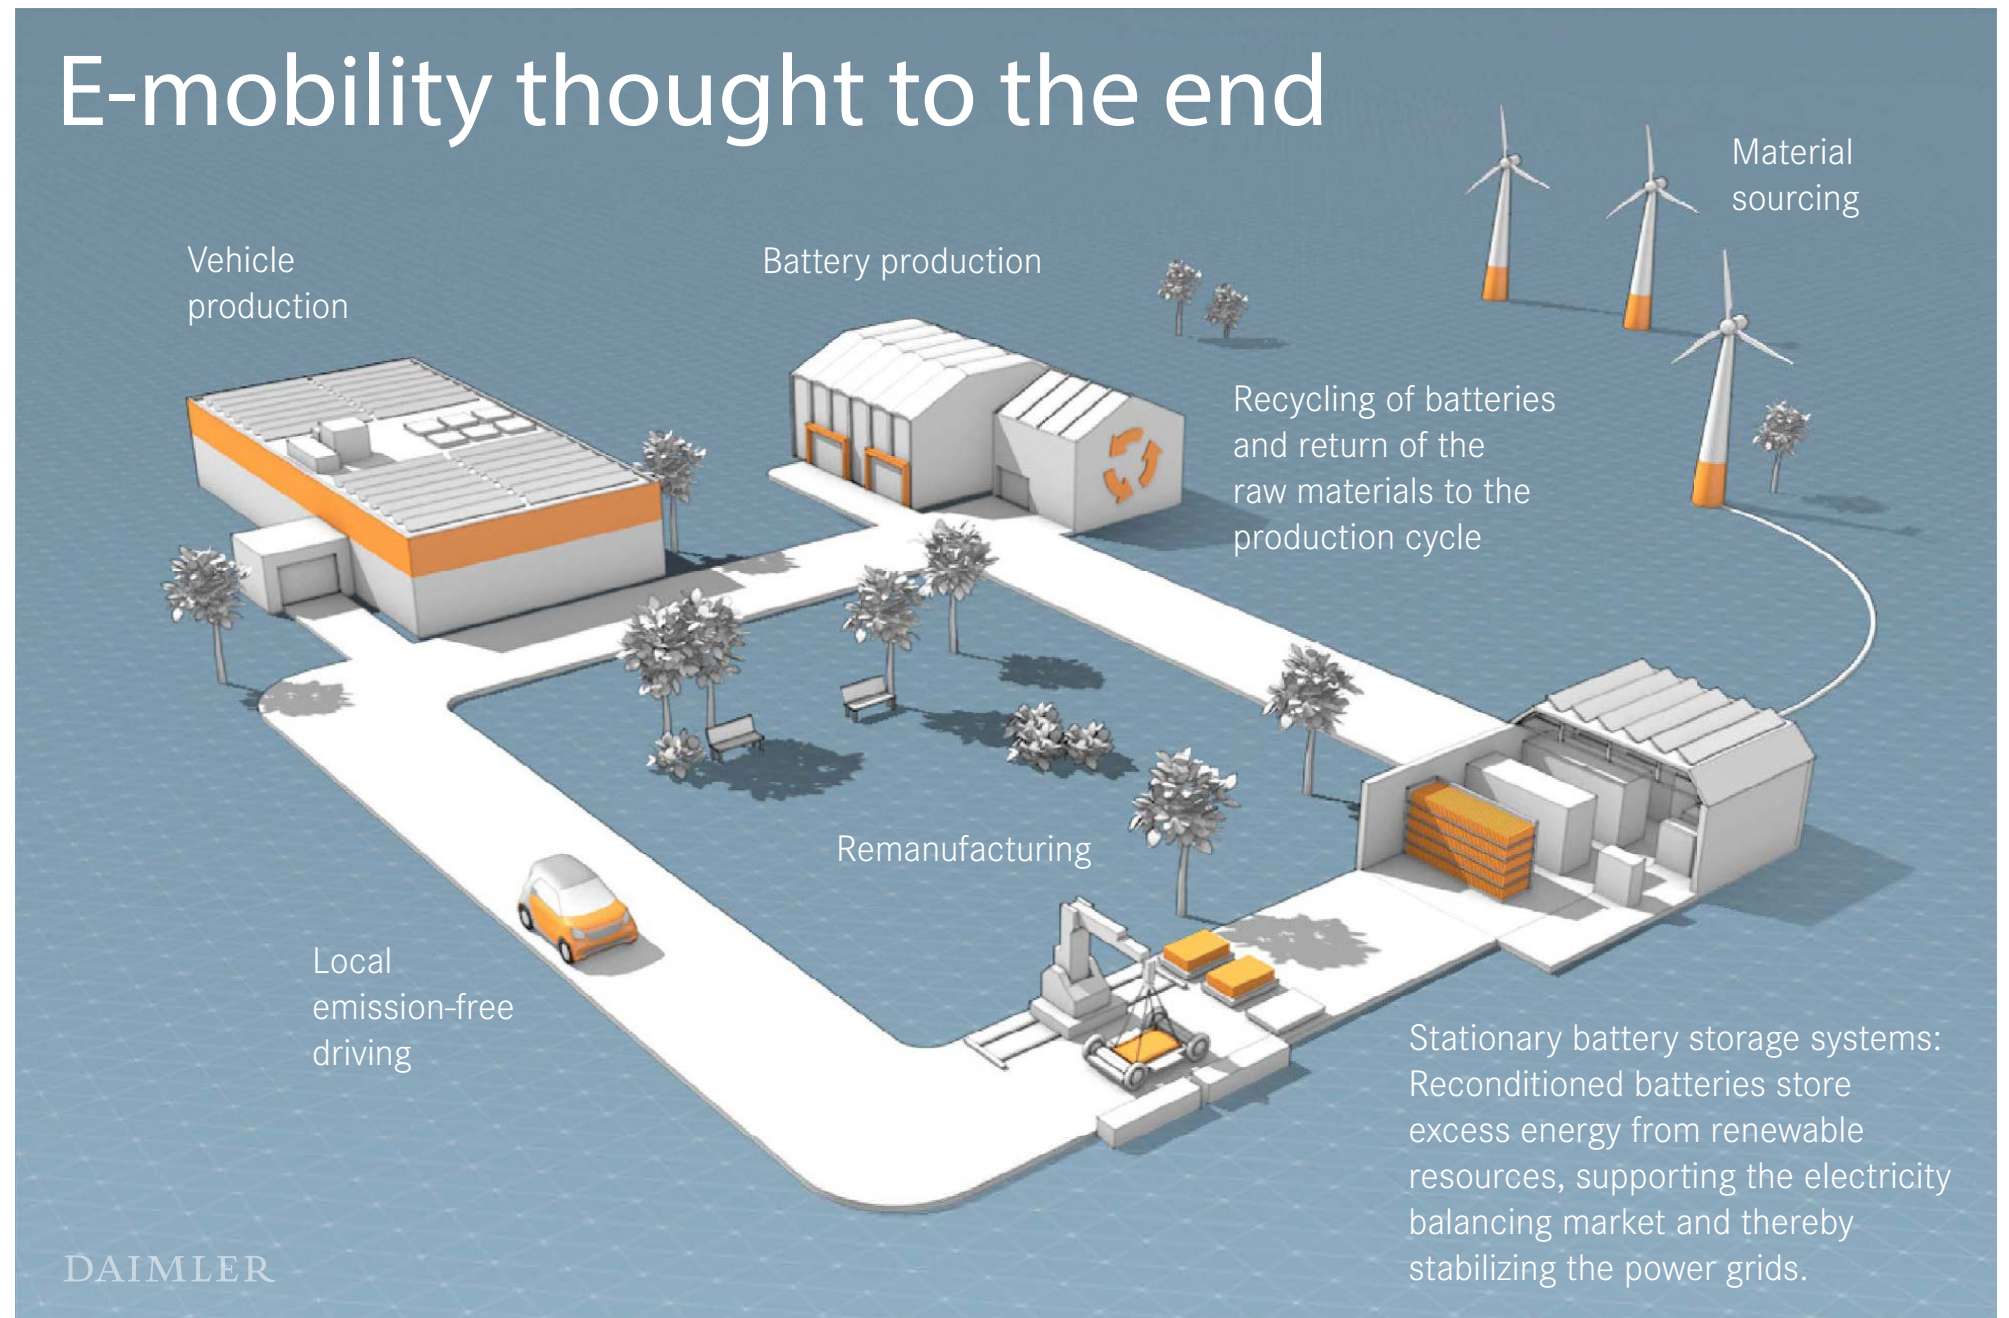 E-mobility thought to the end
Material
sourcing
Vehicle
production
Battery production
Recycling of batteries
and return of the
raw materials to the
production cycle
Remanufacturing
Local
emission-free
driving
Stationary battery storage systems:
Reconditioned batteries store
excess energy from renewable
resources, supporting the electricity
balancing market and thereby
stabilizing the power grids.
DAIMLER